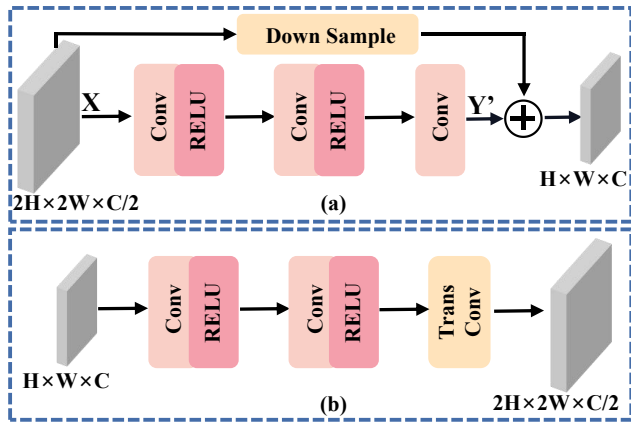 Down Sample
X
Conv
RELU
Conv
RELU
Conv
Y’
2H×2W×C/2
H×W×C
(a)
Conv
RELU
Conv
RELU
Trans
Conv
H×W×C
2H×2W×C/2
(b)